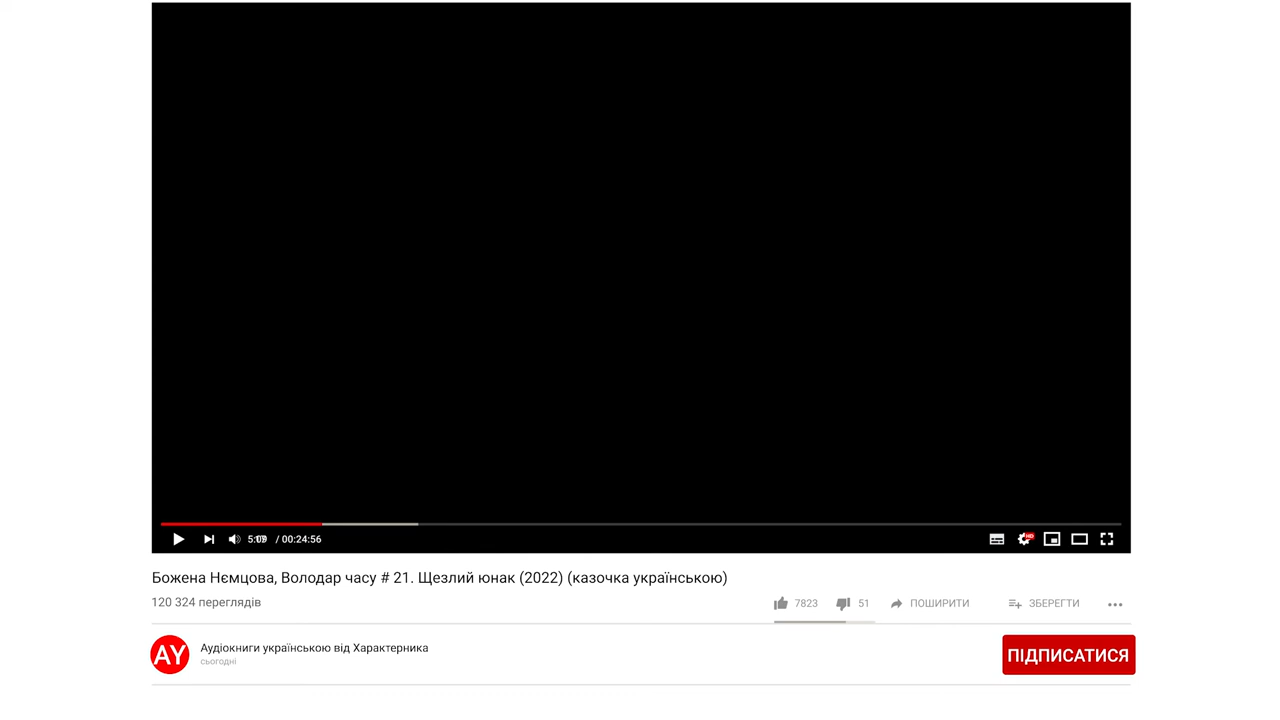 / 00:24:56
HD
Божена Нємцова, Володар часу # 21. Щезлий юнак (2022) (казочка українською)
120 324 переглядів
7823 51 ПОШИРИТИ ЗБЕРЕГТИ
AY Аудіокниги українською від Характерника
сьогодні
ПІДПИСАТИСЯ